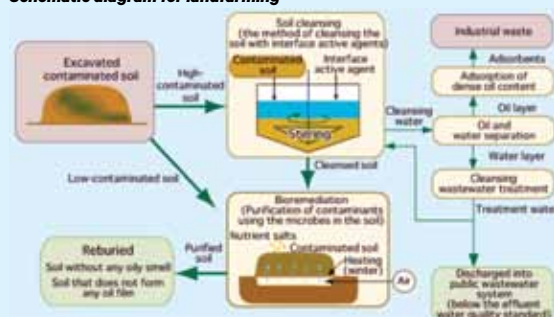 Schematic diagram for landfarming
Excavated
contaminated soil
High-
contaminated
soil
Low-contaminated soil
Soil cleansing
(the method of cleansing the
soil with interface active agents)
Contaminated
soil
Interface
active agent
Stirring
Cleansing
water
Cleansed soil
Industrial waste
Adsorbents
Adsorption of
dense oil content
Oil layer
Oil and
water separation
Water layer
Cleansing
wastewater treatment
Treatment water
Discharged into
public wastewater
system
(below the effluent
water quality standard)
Bioremediation
(Purification of contaminants
using the microbes in the soil)
Nutrient salts
Contaminated soil
Heating
(winter)
Air
Purified
soil
Reburied
Soil without any oily smell
Soil that does not form
any oil film